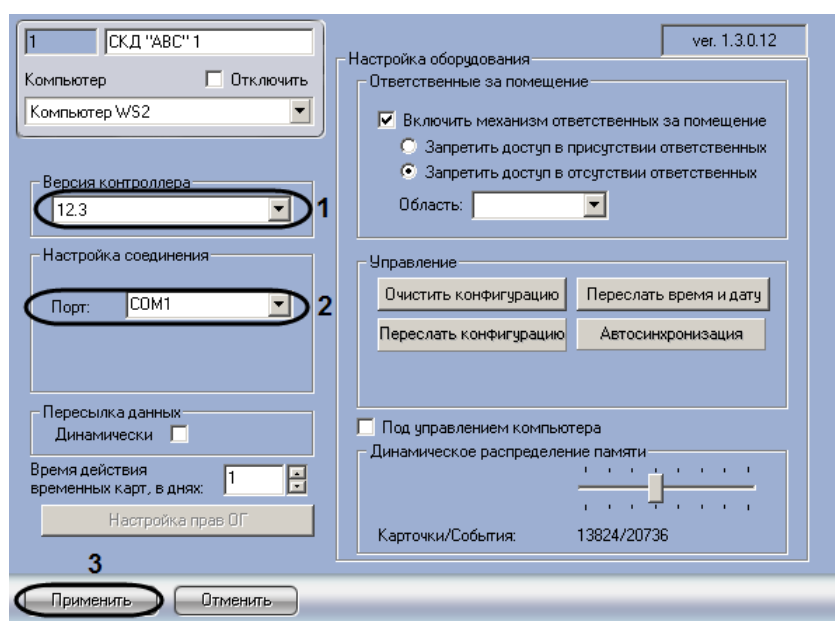 1
СКД "ABC" 1
Компьютер
Отключить
Компьютер WS2
Версия контроллера
12.3
1
Настройка соединения
Порт:
COM1
2
Пересылка данных
Динамически
Время действия
временных карт, в днях:
1
Настройка прав ОГ
ver. 1.3.0.12
Настройка оборудования
Ответственные за помещение
Включить механизм ответственных за помещение
Запретить доступ в присутствии ответственных
Запретить доступ в отсутствии ответственных
Область:
Управление
Очистить конфигурацию
Переслать время и дату
Переслать конфигурацию
Автосинхронизация
Под управлением компьютера
Динамическое распределение памяти
Карточки/События:
13824/20736
3
Применить
Отменить